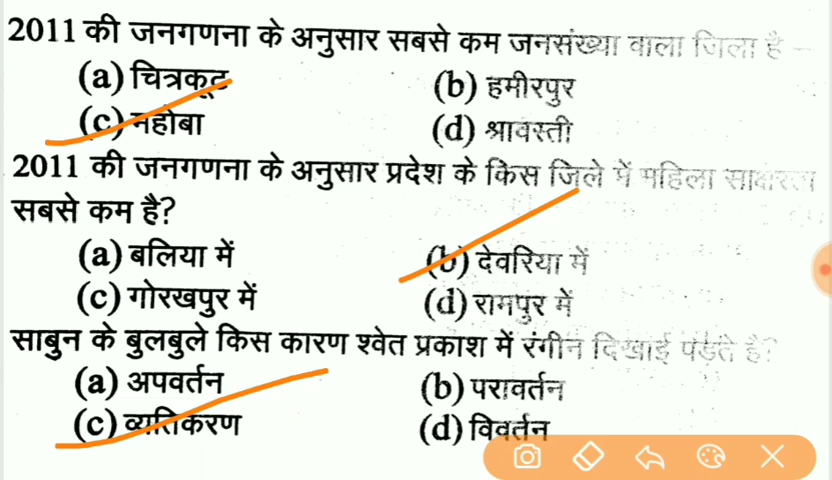 2011 की जनगणना के अनुसार सबसे कम जनसंख्या वाला जिला है –
(a) चित्रकूट (b) हमीरपुर
(c) महोबा (d) श्रावस्ती
2011 की जनगणना के अनुसार प्रदेश के किस जिले में महिला साक्षरता
सबसे कम है?
(a) बलिया में (b) देवरिया में
(c) गोरखपुर में (d) रामपुर में
साबुन के बुलबुले किस कारण श्वेत प्रकाश में रंगीन दिखाई पड़ते है?
(a) अपवर्तन (b) परावर्तन
(c) व्यतिकरण (d) विवर्तन